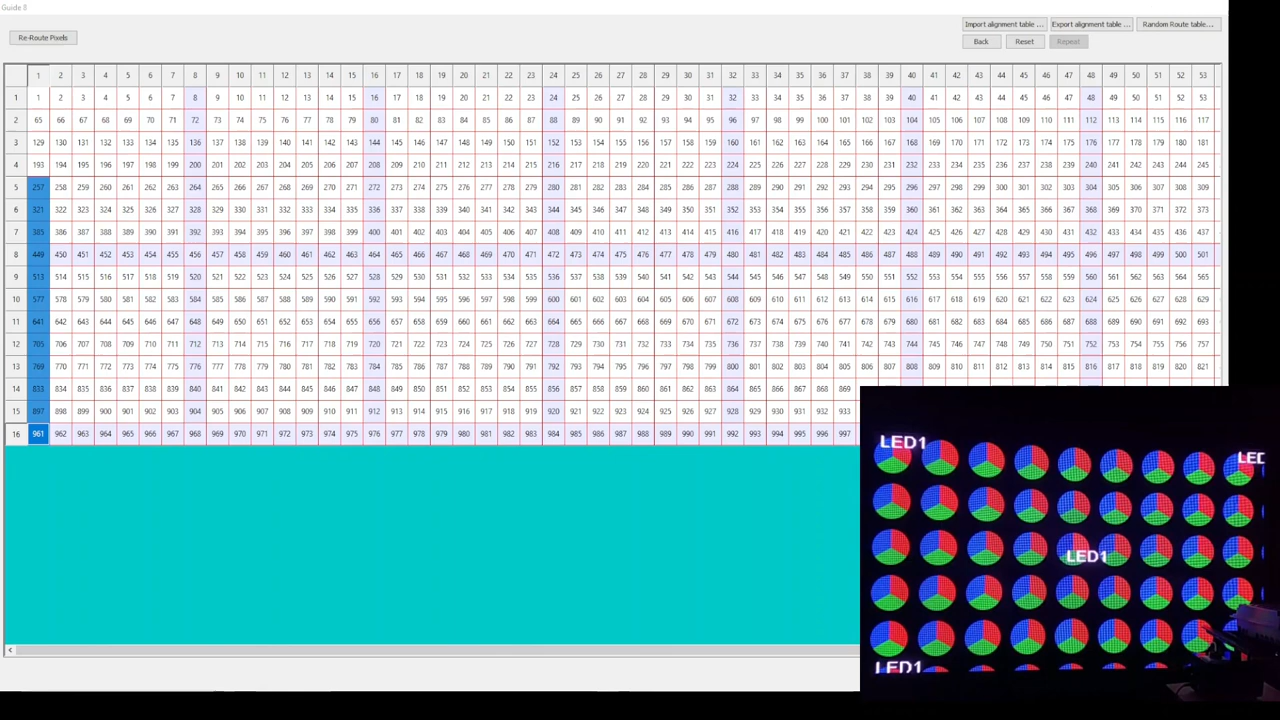 Guide 8
Import alignment table ... Export alignment table ... Random Route table...
Re-Route Pixels
Back Reset Repeat
1 2 3 4 5 6 7 8 9 10 11 12 13 14 15 16 17 18 19 20 21 22 23 24 25 26 27 28 29 30 31 32 33 34 35 36 37 38 39 40 41 42 43 44 45 46 47 48 49 50 51 52 53
1 1 2 3 4 5 6 7 8 9 10 11 12 13 14 15 16 17 18 19 20 21 22 23 24 25 26 27 28 29 30 31 32 33 34 35 36 37 38 39 40 41 42 43 44 45 46 47 48 49 50 51 52 53
2 65 66 67 68 69 70 71 72 73 74 75 76 77 78 79 80 81 82 83 84 85 86 87 88 89 90 91 92 93 94 95 96 97 98 99 100 101 102 103 104 105 106 107 108 109 110 111 112 113 114 115 116 117
3 129 130 131 132 133 134 135 136 137 138 139 140 141 142 143 144 145 146 147 148 149 150 151 152 153 154 155 156 157 158 159 160 161 162 163 164 165 166 167 168 169 170 171 172 173 174 175 176 177 178 179 180 181
4 193 194 195 196 197 198 199 200 201 202 203 204 205 206 207 208 209 210 211 212 213 214 215 216 217 218 219 220 221 222 223 224 225 226 227 228 229 230 231 232 233 234 235 236 237 238 239 240 241 242 243 244 245
5 257 258 259 260 261 262 263 264 265 266 267 268 269 270 271 272 273 274 275 276 277 278 279 280 281 282 283 284 285 286 287 288 289 290 291 292 293 294 295 296 297 298 299 300 301 302 303 304 305 306 307 308 309
6 321 322 323 324 325 326 327 328 329 330 331 332 333 334 335 336 337 338 339 340 341 342 343 344 345 346 347 348 349 350 351 352 353 354 355 356 357 358 359 360 361 362 363 364 365 366 367 368 369 370 371 372 373
7 385 386 387 388 389 390 391 392 393 394 395 396 397 398 399 400 401 402 403 404 405 406 407 408 409 410 411 412 413 414 415 416 417 418 419 420 421 422 423 424 425 426 427 428 429 430 431 432 433 434 435 436 437
8 449 450 451 452 453 454 455 456 457 458 459 460 461 462 463 464 465 466 467 468 469 470 471 472 473 474 475 476 477 478 479 480 481 482 483 484 485 486 487 488 489 490 491 492 493 494 495 496 497 498 499 500 501
9 513 514 515 516 517 518 519 520 521 522 523 524 525 526 527 528 529 530 531 532 533 534 535 536 537 538 539 540 541 542 543 544 545 546 547 548 549 550 551 552 553 554 555 556 557 558 559 560 561 562 563 564 565
10 577 578 579 580 581 582 583 584 585 586 587 588 589 590 591 592 593 594 595 596 597 598 599 600 601 602 603 604 605 606 607 608 609 610 611 612 613 614 615 616 617 618 619 620 621 622 623 624 625 626 627 628 629
11 641 642 643 644 645 646 647 648 649 650 651 652 653 654 655 656 657 658 659 660 661 662 663 664 665 666 667 668 669 670 671 672 673 674 675 676 677 678 679 680 681 682 683 684 685 686 687 688 689 690 691 692 693
12 705 706 707 708 709 710 711 712 713 714 715 716 717 718 719 720 721 722 723 724 725 726 727 728 729 730 731 732 733 734 735 736 737 738 739 740 741 742 743 744 745 746 747 748 749 750 751 752 753 754 755 756 757
13 769 770 771 772 773 774 775 776 777 778 779 780 781 782 783 784 785 786 787 788 789 790 791 792 793 794 795 796 797 798 799 800 801 802 803 804 805 806 807 808 809 810 811 812 813 814 815 816 817 818 819 820 821
14 833 834 835 836 837 838 839 840 841 842 843 844 845 846 847 848 849 850 851 852 853 854 855 856 857 858 859 860 861 862 863 864 865 866 867 868 869
15 897 898 899 900 901 902 903 904 905 906 907 908 909 910 911 912 913 914 915 916 917 918 919 920 921 922 923 924 925 926 927 928 929 930 931 932 933
16 961 962 963 964 965 966 967 968 969 970 971 972 973 974 975 976 977 978 979 980 981 982 983 984 985 986 987 988 989 990 991 992 993 994 995 996 997
LED1
LED
LED1
LED1